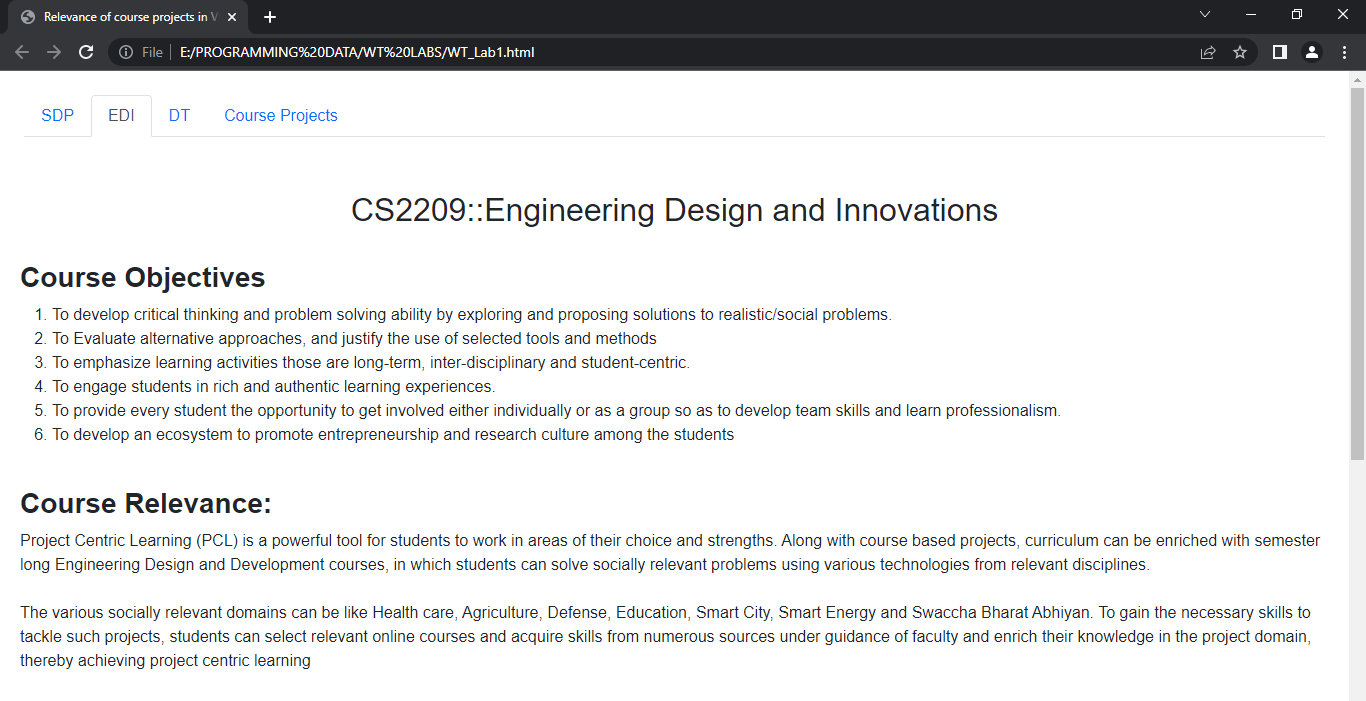 Relevance of course projects in V
File
E:/PROGRAMMING%20DATA/WT%20LABS/WT_Lab1.html
SDP EDI DT Course Projects
CS2209::Engineering Design and Innovations
Course Objectives
1. To develop critical thinking and problem solving ability by exploring and proposing solutions to realistic/social problems.
2. To Evaluate alternative approaches, and justify the use of selected tools and methods
3. To emphasize learning activities those are long-term, inter-disciplinary and student-centric.
4. To engage students in rich and authentic learning experiences.
5. To provide every student the opportunity to get involved either individually or as a group so as to develop team skills and learn professionalism.
6. To develop an ecosystem to promote entrepreneurship and research culture among the students
Course Relevance:
Project Centric Learning (PCL) is a powerful tool for students to work in areas of their choice and strengths. Along with course based projects, curriculum can be enriched with semester
long Engineering Design and Development courses, in which students can solve socially relevant problems using various technologies from relevant disciplines.
The various socially relevant domains can be like Health care, Agriculture, Defense, Education, Smart City, Smart Energy and Swaccha Bharat Abhiyan. To gain the necessary skills to
tackle such projects, students can select relevant online courses and acquire skills from numerous sources under guidance of faculty and enrich their knowledge in the project domain,
thereby achieving project centric learning